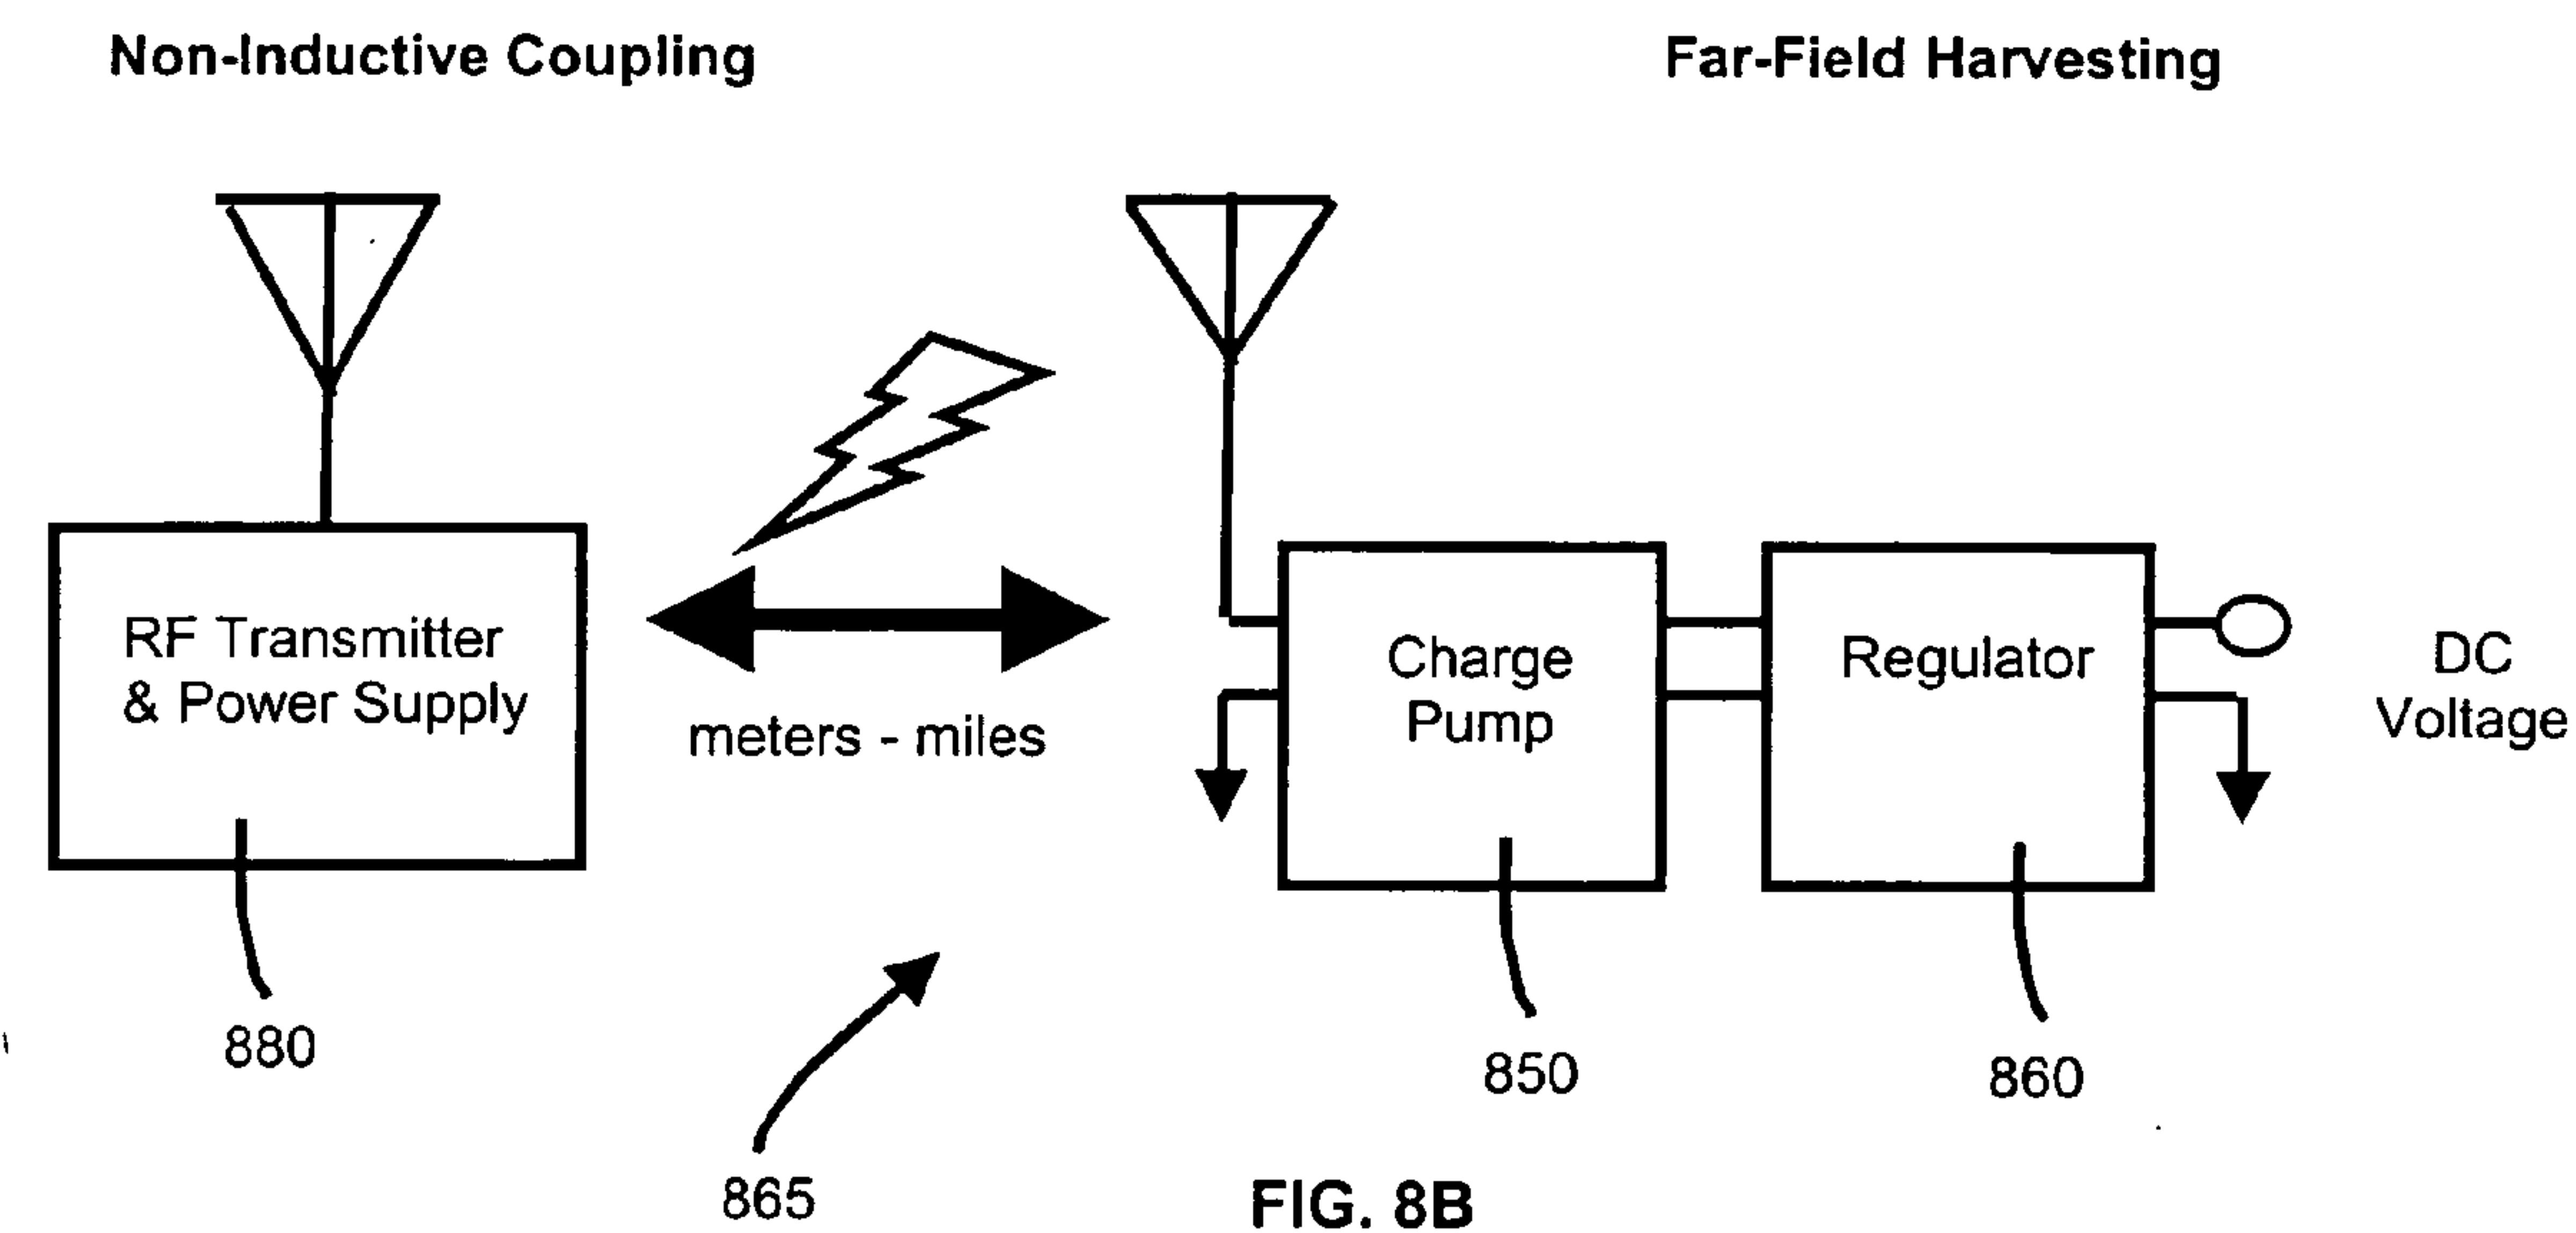 Non-Inductive Coupling
Far-Field Harvesting
RF Transmitter
& Power Supply
meters - miles
Charge
Pump
Regulator
DC
Voltage
880
850
860
865
FIG. 8B